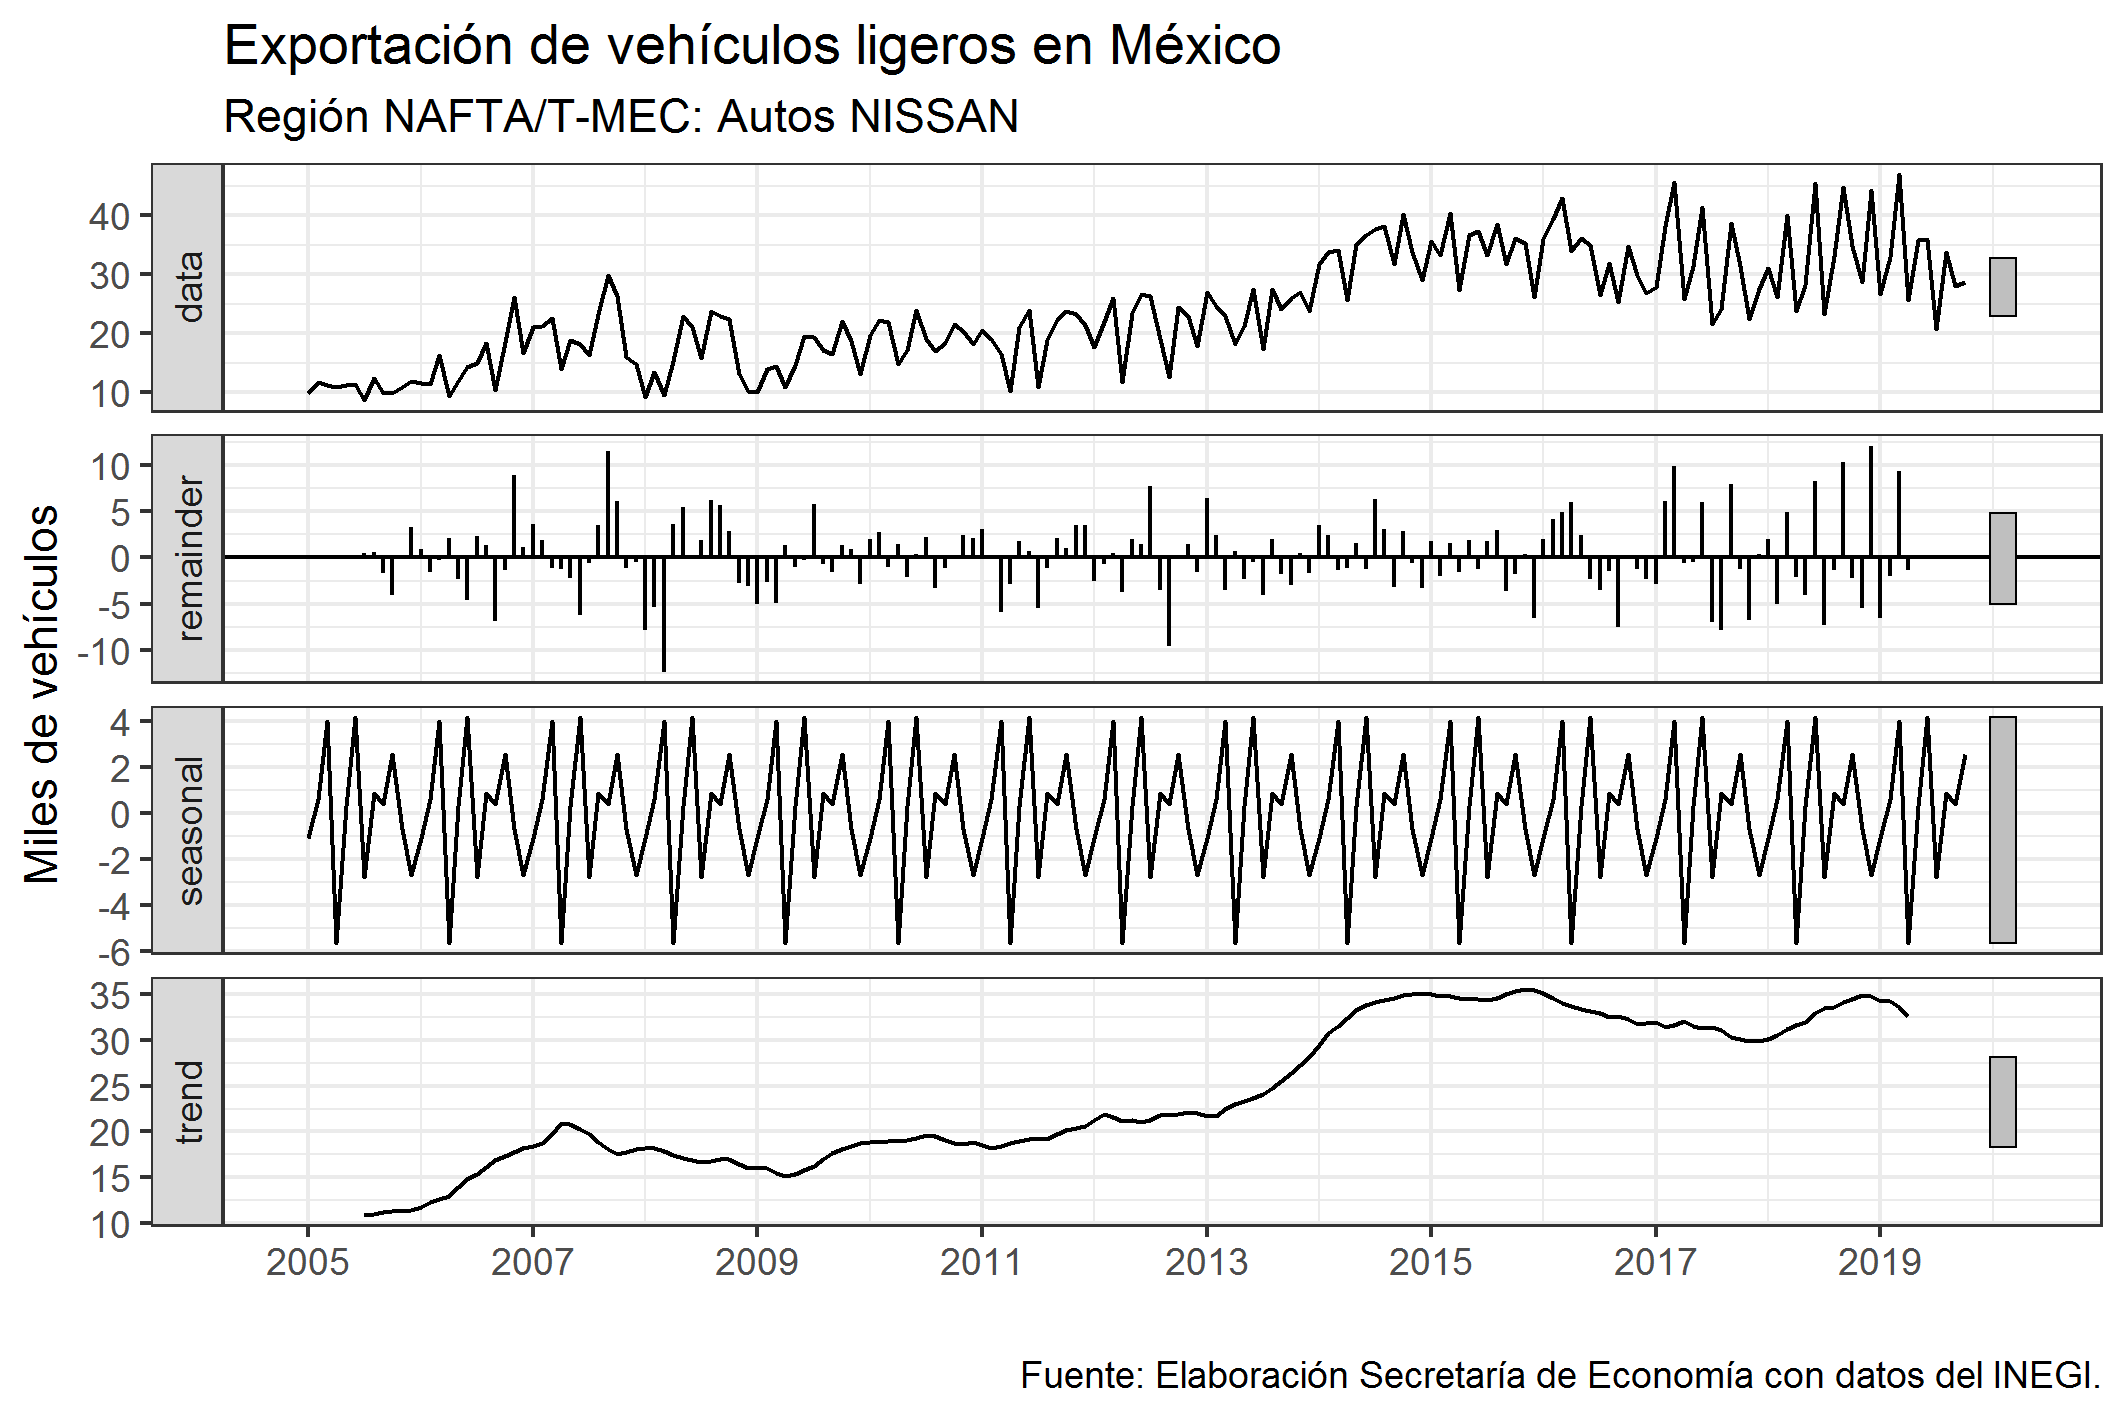 Exportación de vehículos ligeros en México
Región NAFTA/T-MEC: Autos NISSAN
Miles de vehículos
data
40
30
20
10
remainder
10
5
0
-5
-10
seasonal
4
2
0
-2
-4
-6
trend
35
30
25
20
15
10
2005 2007 2009 2011 2013 2015 2017 2019
Fuente: Elaboración Secretaría de Economía con datos del INEGI.